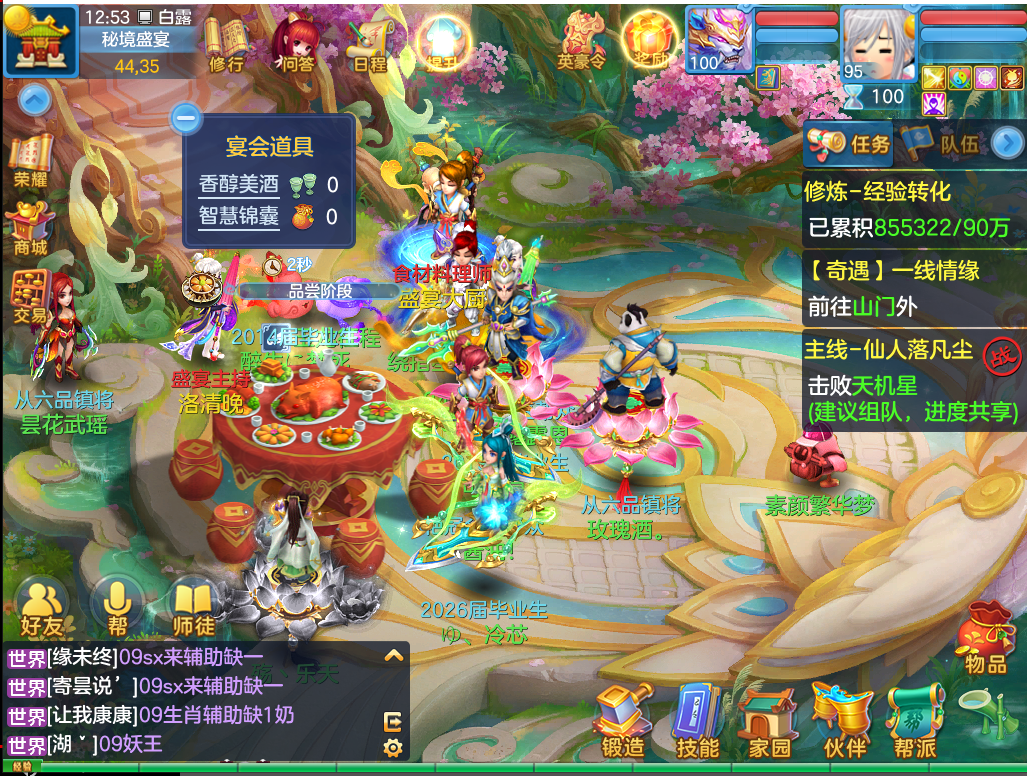 12:53 白露
秘境盛宴
44,35
修行
问答
日程
提升
英豪令
奖励
100
95
100
荣耀
商城
交易
宴会道具
香醇美酒 0
智慧锦囊 0
任务
队伍
修炼-经验转化
已累积855322/90万
【奇遇】一线情缘
前往山门外
主线-仙人落凡尘
战
击败天机星
(建议组队，进度共享)
2秒
品尝阶段
食材料理师
盛宴大厨
盛宴主持
洛清晚
从六品镇将
昙花武瑶
从六品镇将
玫瑰酒。
素颜繁华梦
2026届毕业生
ゆ、冷芯
好友
帮
师徒
世界[缘未终]09sx来辅助缺一
世界[寄昙说’]09sx来辅助缺一
世界[让我康康]09生肖辅助缺1奶
世界[湖ˇ]09妖王
物品
锻造
技能
家园
伙伴
帮派
经验